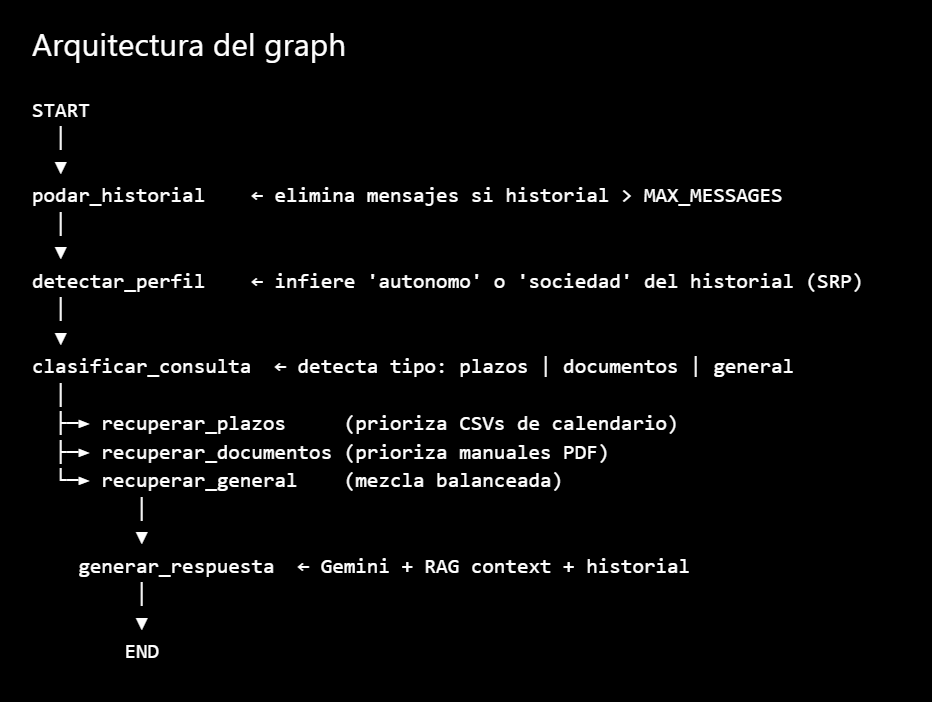 Arquitectura del graph
START
│
▼
podar_historial    ← elimina mensajes si historial > MAX_MESSAGES
│
▼
detectar_perfil    ← infiere 'autonomo' o 'sociedad' del historial (SRP)
│
▼
clasificar_consulta  ← detecta tipo: plazos | documentos | general
│
├─► recuperar_plazos     (prioriza CSVs de calendario)
├─► recuperar_documentos (prioriza manuales PDF)
└─► recuperar_general    (mezcla balanceada)
│
▼
generar_respuesta  ← Gemini + RAG context + historial
│
▼
END